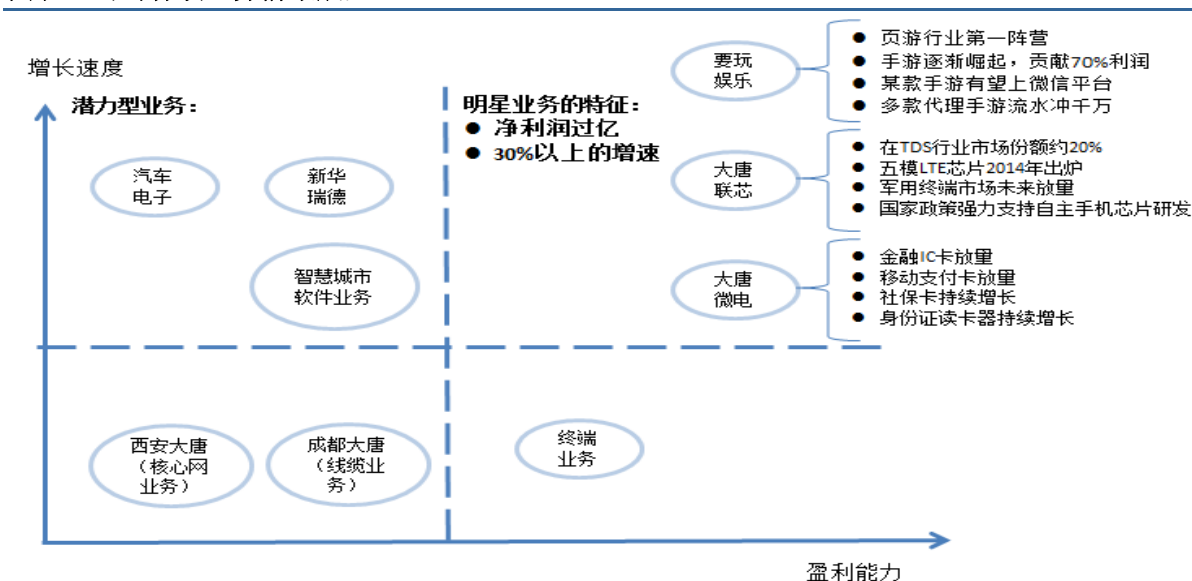 增长速度
潜力型业务：
明星业务的特征：
● 净利润过亿
● 30%以上的增速
要玩
娱乐
● 页游行业第一阵营
● 手游逐渐崛起，贡献70%利润
● 某款手游有望上微信平台
● 多款代理手游流水冲千万
汽车
电子
新华
瑞德
大唐
联芯
● 在TDS行业市场份额约20%
● 五模LTE芯片2014年出炉
● 军用终端市场未来放量
● 国家政策强力支持自主手机芯片研发
智慧城市
软件业务
大唐
微电
● 金融IC卡放量
● 移动支付卡放量
● 社保卡持续增长
● 身份证读卡器持续增长
西安大唐
（核心网
业务）
成都大唐
（线缆业
务）
终端
业务
盈利能力